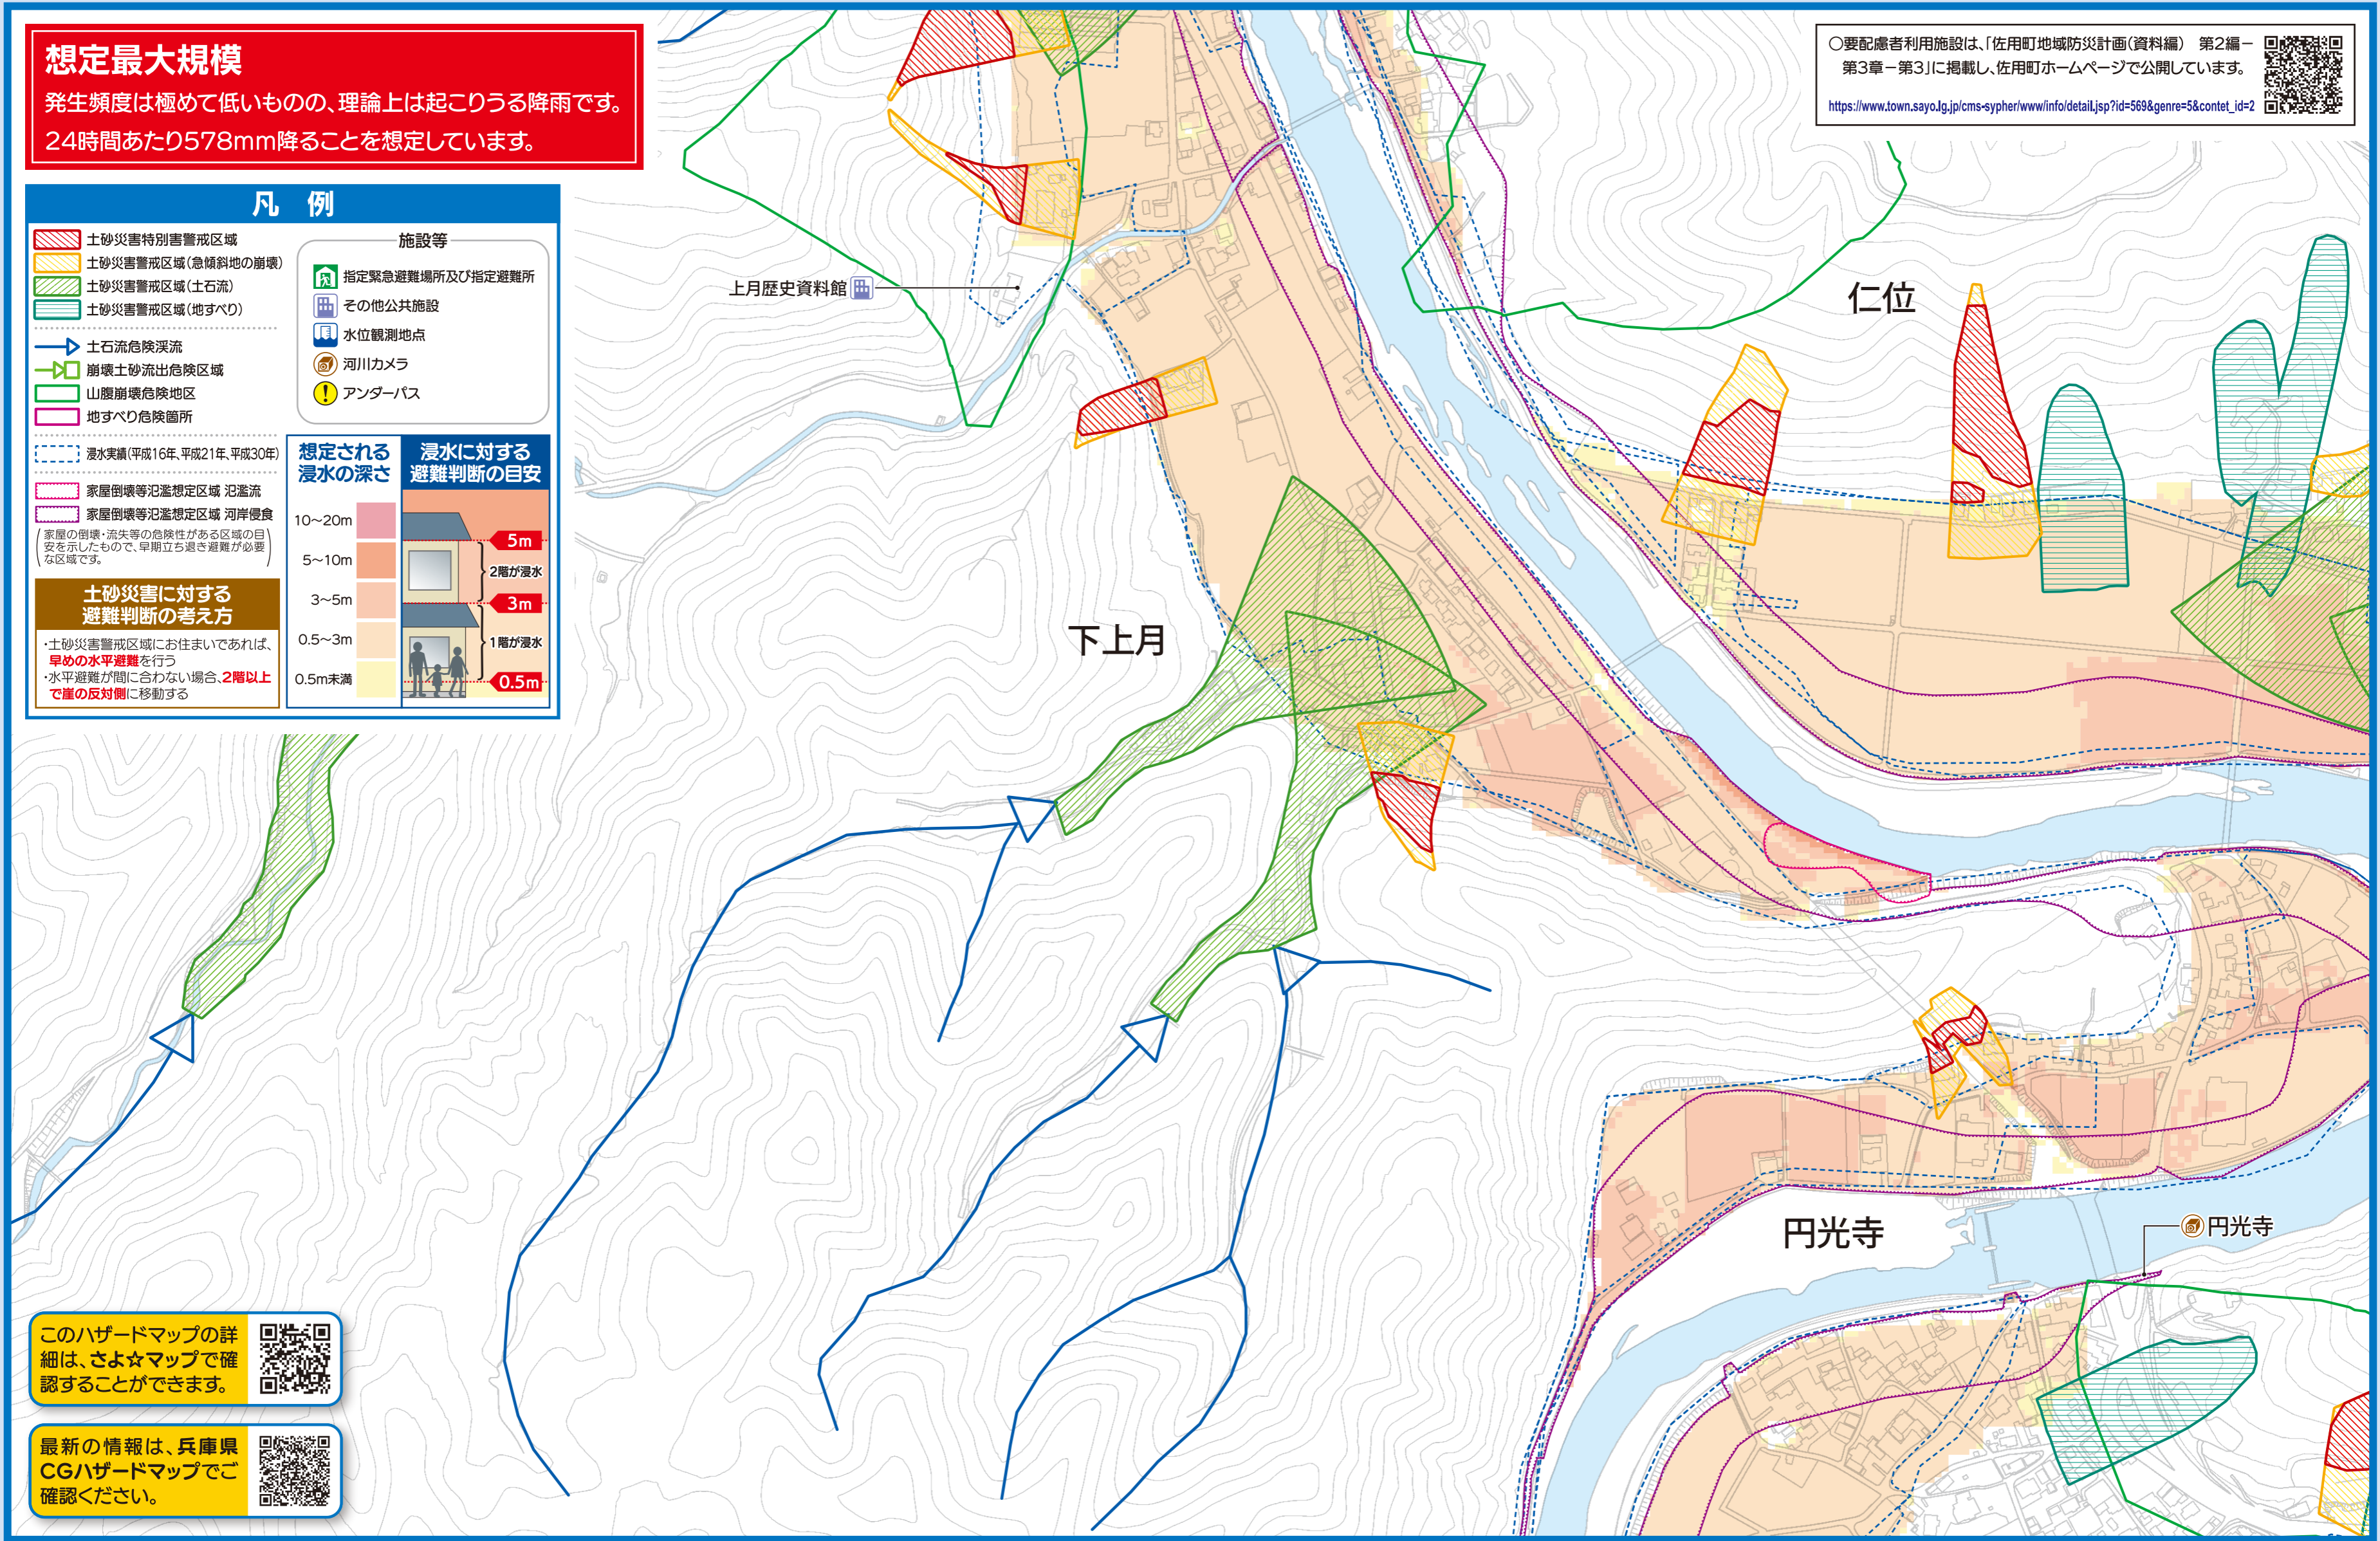 想定最大規模
発生頻度は極めて低いものの、理論上は起こりうる降雨です。
24時間あたり578mm降ることを想定しています。
○要配慮者利用施設は、「佐用町地域防災計画(資料編)　第2編－
第3章－第3」に掲載し、佐用町ホームページで公開しています。
https://www.town.sayo.lg.jp/cms-sypher/www/info/detail.jsp?id=569&genre=5&contet_id=2
凡　例
土砂災害特別害警戒区域
土砂災害警戒区域(急傾斜地の崩壊)
土砂災害警戒区域(土石流)
土砂災害警戒区域(地すべり)
土石流危険渓流
崩壊土砂流出危険区域
山腹崩壊危険地区
地すべり危険箇所
浸水実績(平成16年、平成21年、平成30年)
家屋倒壊等氾濫想定区域 氾濫流
家屋倒壊等氾濫想定区域 河岸侵食
(家屋の倒壊・流失等の危険性がある区域の目
安を示したもので、早期立ち退き避難が必要
な区域です。)
施設等
指定緊急避難場所及び指定避難所
その他公共施設
水位観測地点
河川カメラ
アンダーパス
土砂災害に対する
避難判断の考え方
・土砂災害警戒区域にお住まいであれば、
早めの水平避難を行う
・水平避難が間に合わない場合、2階以上
で崖の反対側に移動する
想定される
浸水の深さ
10～20m
5～10m
3～5m
0.5～3m
0.5m未満
浸水に対する
避難判断の目安
5m
2階が浸水
3m
1階が浸水
0.5m
上月歴史資料館
仁位
下上月
円光寺
円光寺
このハザードマップの詳
細は、さよ☆マップで確
認することができます。
最新の情報は、兵庫県
CGハザードマップでご
確認ください。